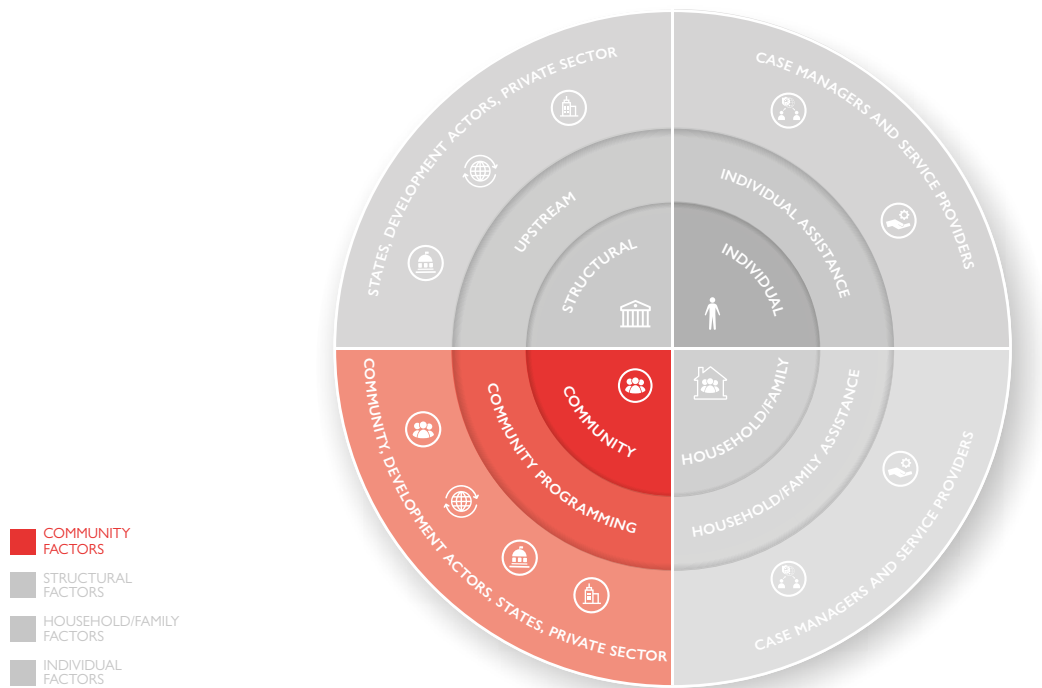 STATES, DEVELOPMENT ACTORS, PRIVATE SECTOR
UPSTREAM
STRUCTURAL
CASE MANAGERS AND SERVICE PROVIDERS
INDIVIDUAL ASSISTANCE
INDIVIDUAL
COMMUNITY, DEVELOPMENT ACTORS, STATES, PRIVATE SECTOR
COMMUNITY PROGRAMMING
COMMUNITY
HOUSEHOLD/FAMILY
HOUSEHOLD/FAMILY ASSISTANCE
CASE MANAGERS AND SERVICE PROVIDERS
COMMUNITY
FACTORS
STRUCTURAL
FACTORS
HOUSEHOLD/FAMILY
FACTORS
INDIVIDUAL
FACTORS